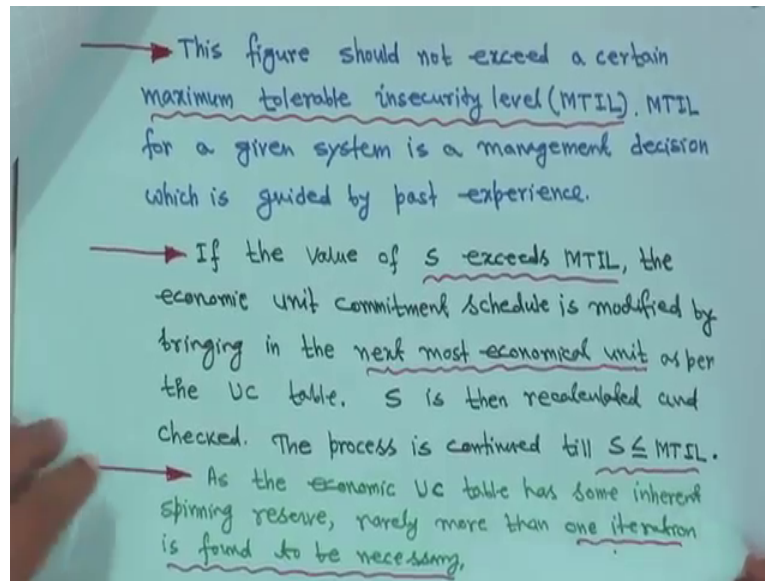 This figure should not exceed a certain
maximum tolerable insecurity level (MTIL). MTIL
for a given system is a management decision
which is guided by past experience.
If the value of S exceeds MTIL, the
economic unit commitment schedule is modified by
bringing in the next most economical unit as per
the UC table. S is then recalculated and
checked. The process is continued till S ≤ MTIL.
As the economic UC table has some inherent
spinning reserve, rarely more than one iteration
is found to be necessary.